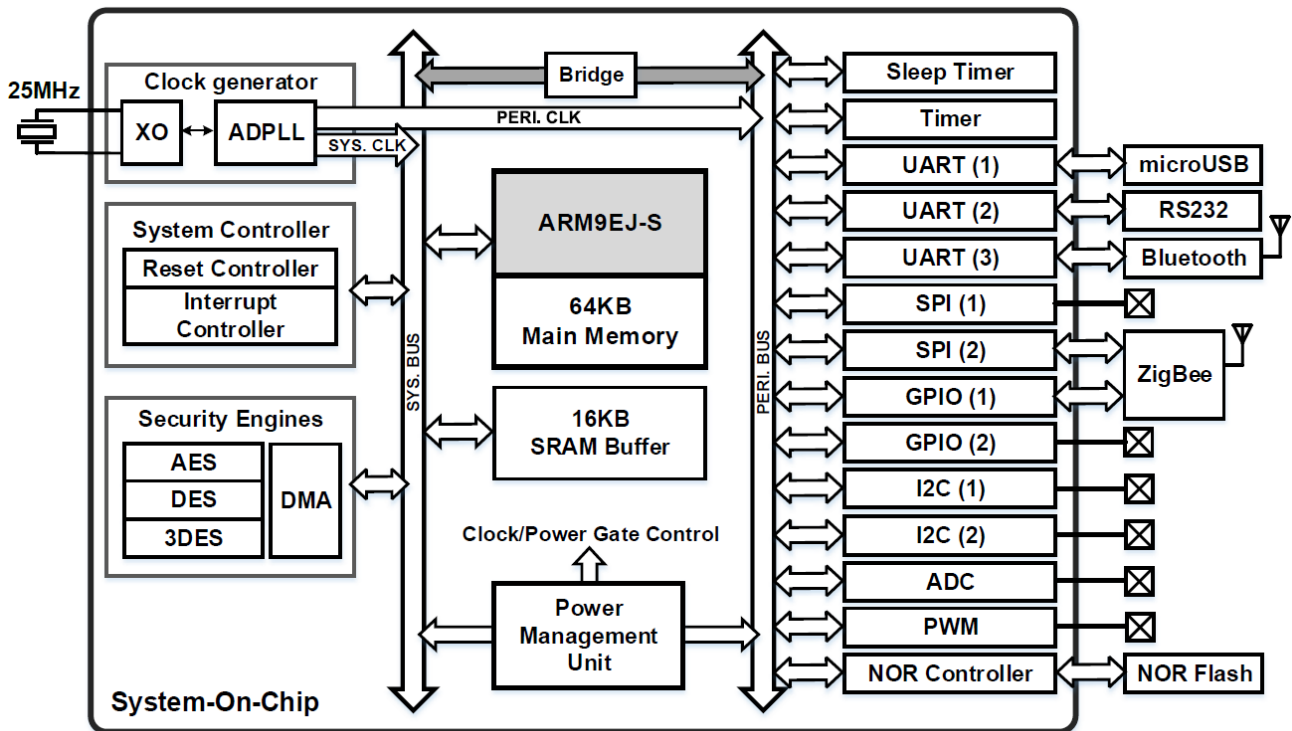 25MHz
Clock generator
XO
ADPLL
PERI. CLK
SYS. CLK
Bridge
System Controller
Reset Controller
Interrupt
Controller
Security Engines
AES
DES
3DES
DMA
SYS. BUS
ARM9EJ-S
64KB
Main Memory
16KB
SRAM Buffer
Clock/Power Gate Control
Power
Management
Unit
PERI. BUS
Sleep Timer
Timer
UART (1)
microUSB
UART (2)
RS232
UART (3)
Bluetooth
SPI (1)
SPI (2)
ZigBee
GPIO (1)
GPIO (2)
I2C (1)
I2C (2)
ADC
PWM
NOR Controller
NOR Flash
System-On-Chip